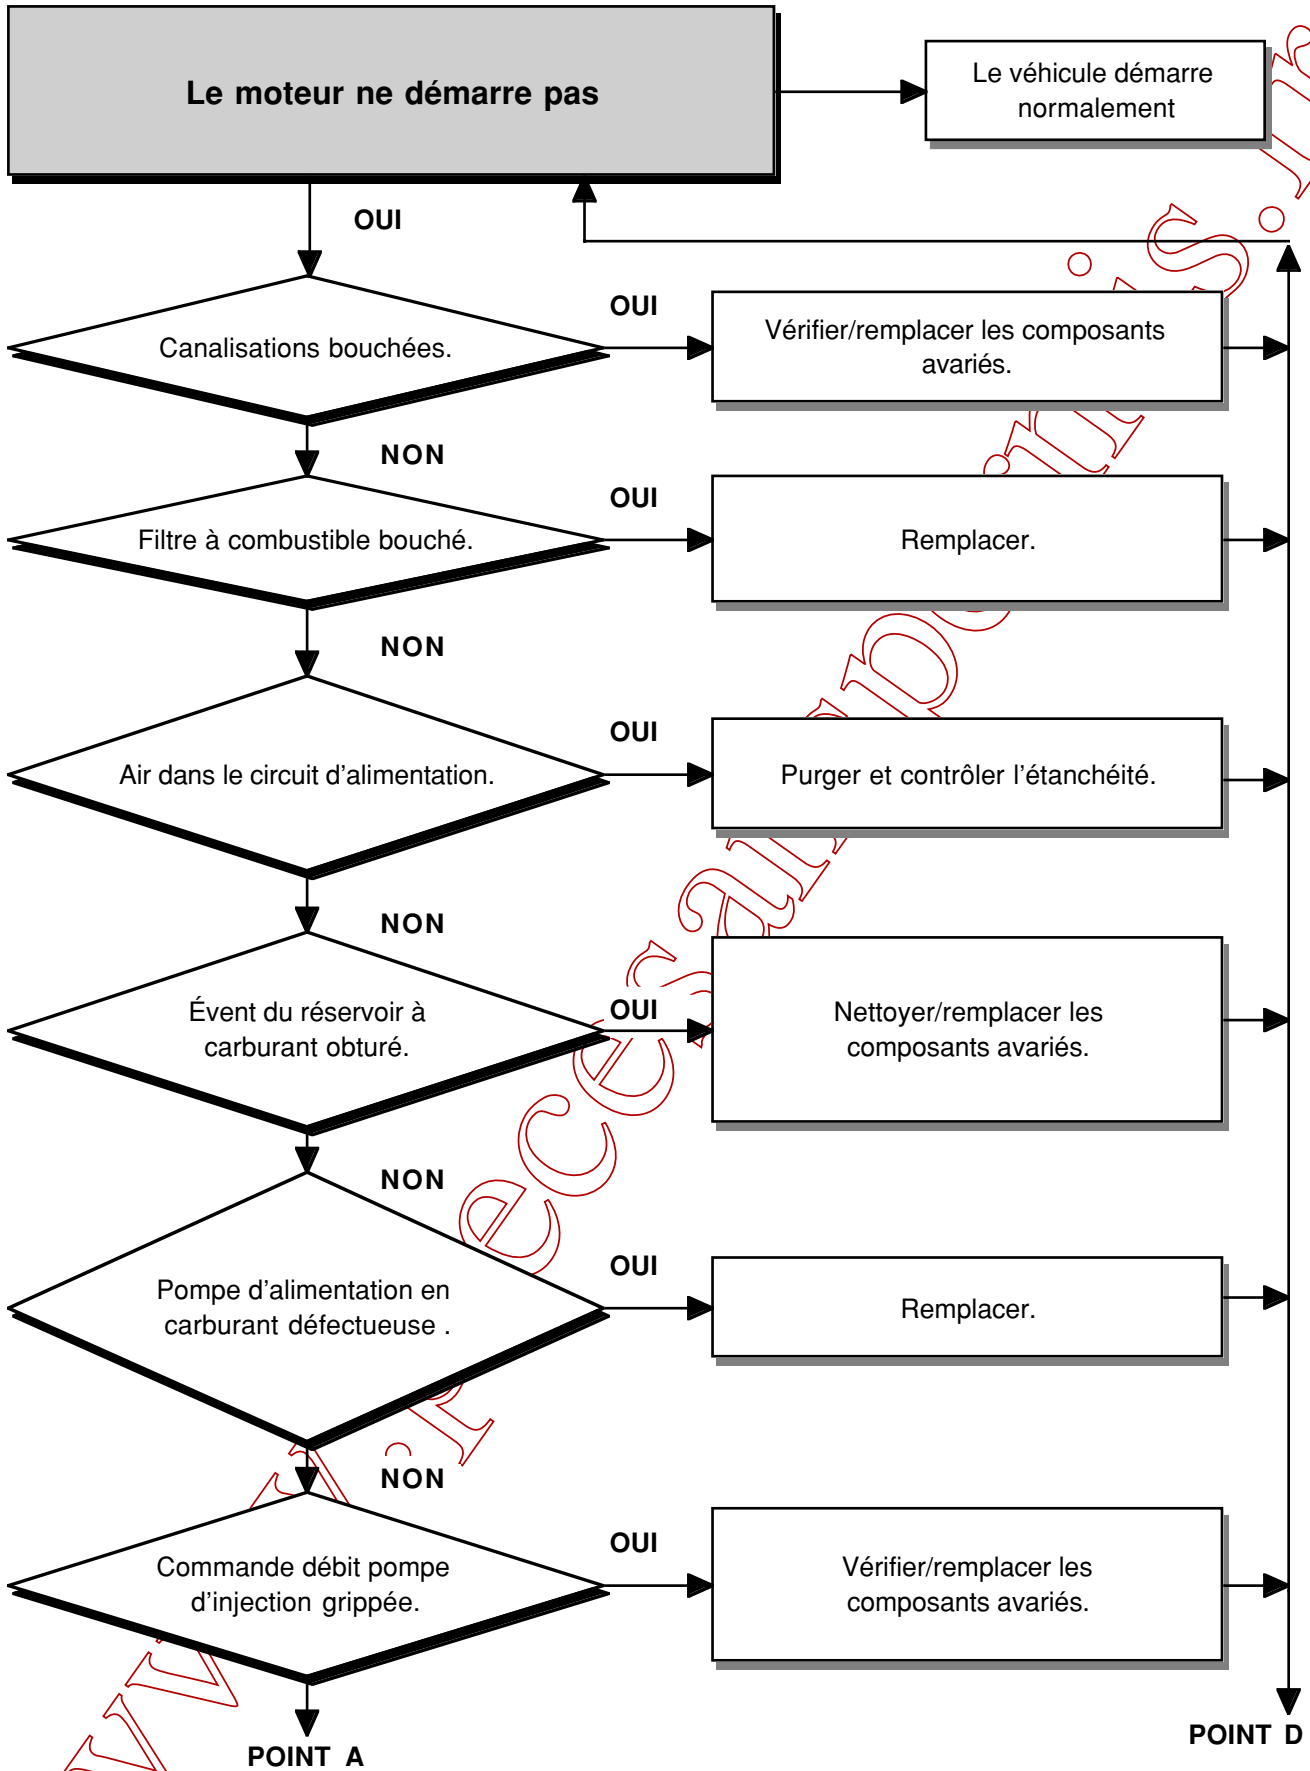 Le moteur ne démarre pas
Le véhicule démarre
normalement
OUI
Canalisations bouchées.
OUI
Vérifier/remplacer les composants
avariés.
NON
Filtre à combustible bouché.
OUI
Remplacer.
NON
Air dans le circuit d'alimentation.
OUI
Purger et contrôler l'étanchéité.
NON
Évent du réservoir à
carburant obturé.
OUI
Nettoyer/remplacer les
composants avariés.
NON
Pompe d'alimentation en
carburant défectueuse .
OUI
Remplacer.
NON
Commande débit pompe
d'injection grippée.
OUI
Vérifier/remplacer les
composants avariés.
POINT A
POINT D